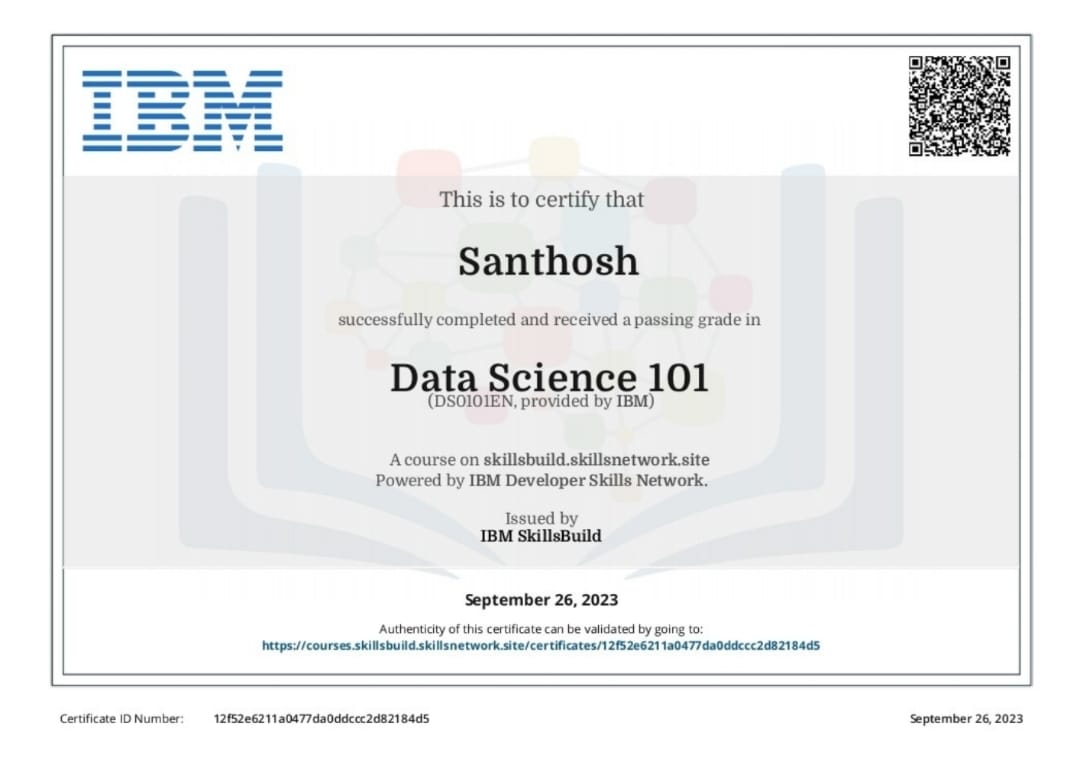 IBM
This is to certify that
Santhosh
successfully completed and received a passing grade in
Data Science 101
(DS0101EN, provided by IBM)
A course on skillsbuild.skillsnetwork.site
Powered by IBM Developer Skills Network.
Issued by
IBM SkillsBuild
September 26, 2023
Authenticity of this certificate can be validated by going to:
https://courses.skillsbuild.skillsnetwork.site/certificates/12f52e6211a0477da0ddccc2d82184d5
Certificate ID Number: 12f52e6211a0477da0ddccc2d82184d5 September 26, 2023